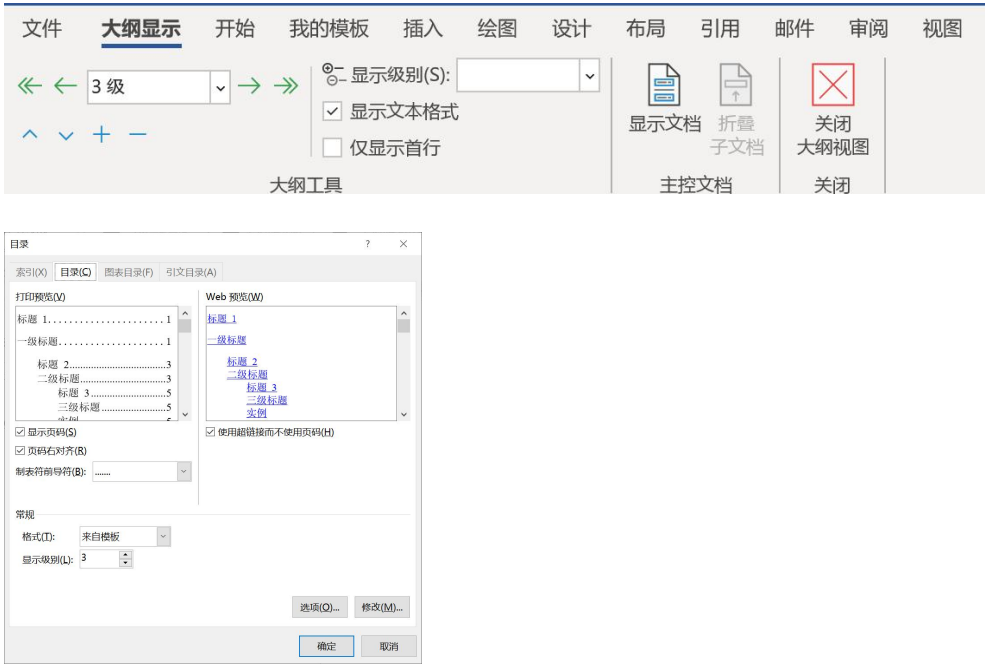 文件 大纲显示 开始 我的模板 插入 绘图 设计 布局 引用 邮件 审阅 视图
3 级
显示级别(S):
显示文本格式
仅显示首行
大纲工具
显示文档
折叠
子文档
主控文档
关闭
大纲视图
关闭
目录
索引(X) 目录(C) 图表目录(F) 引文目录(A)
打印预览(V)
标题 1......................1
一级标题....................1
标题 2...............................3
二级标题............................3
标题 3.........................5
三级标题......................5
Web 预览(W)
标题 1
一级标题
标题 2
二级标题
标题 3
三级标题
实例
显示页码(S)
页码右对齐(R)
制表符前导符(B): .......
使用超链接而不使用页码(H)
常规
格式(T): 来自模板
显示级别(L): 3
选项(O)... 修改(M)...
确定 取消